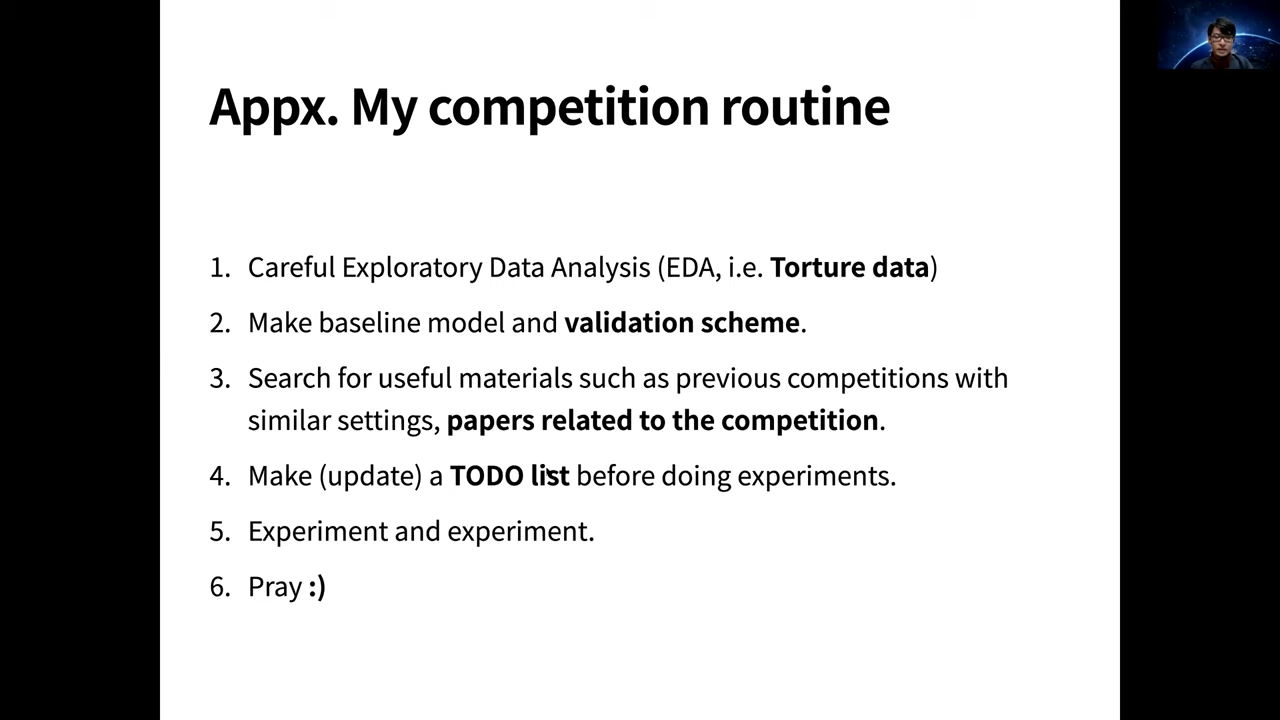 Appx. My competition routine
1. Careful Exploratory Data Analysis (EDA, i.e. Torture data)
2. Make baseline model and validation scheme.
3. Search for useful materials such as previous competitions with
similar settings, papers related to the competition.
4. Make (update) a TODO list before doing experiments.
5. Experiment and experiment.
6. Pray :)